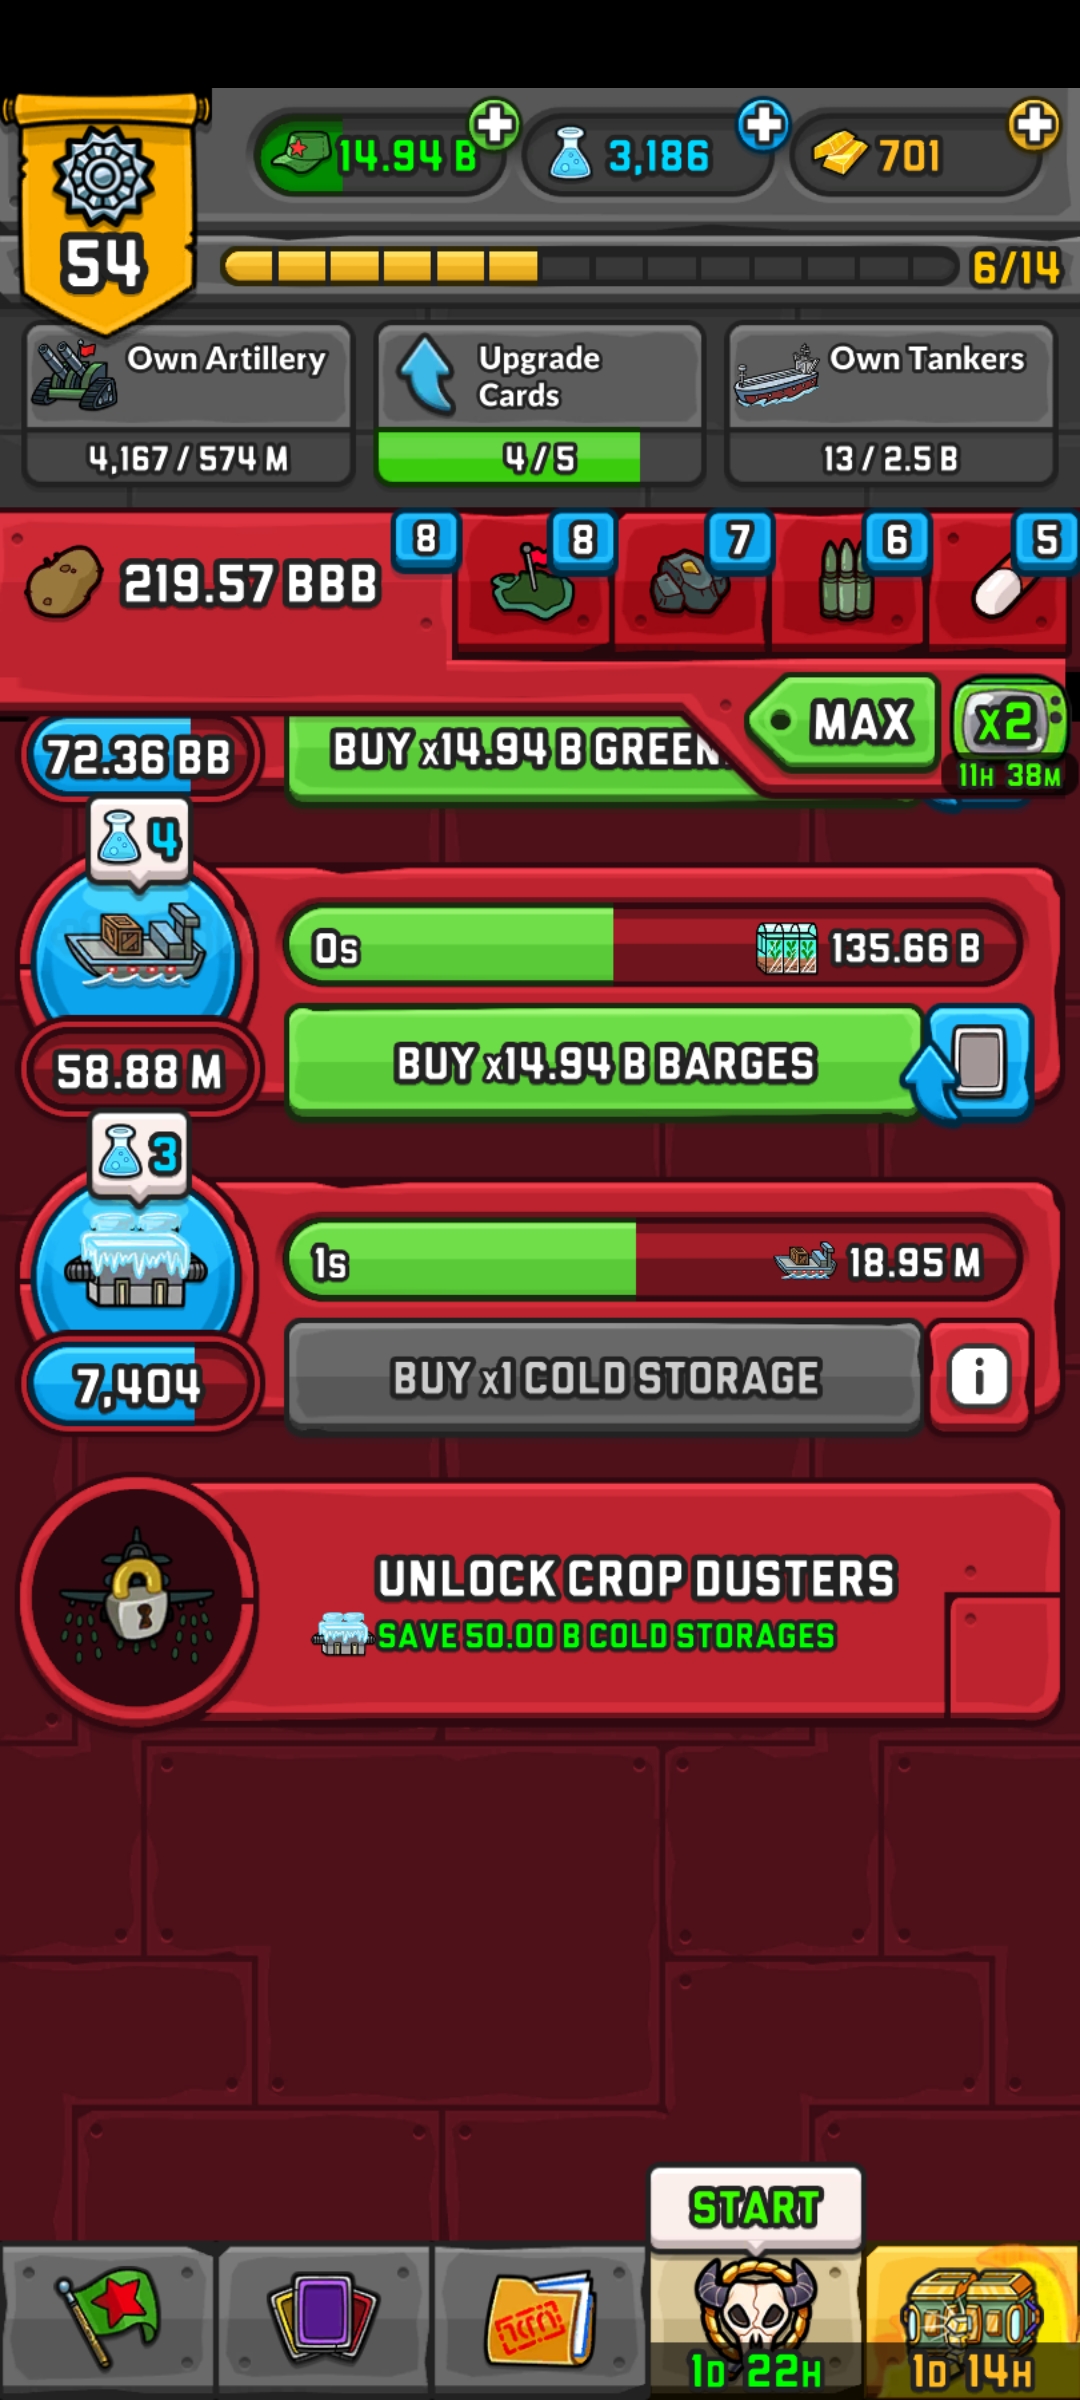 14.94 B
3,186
701
54
6/14
Own Artillery
4,167 / 574 M
Upgrade
Cards
4 / 5
Own Tankers
13 / 2.5 B
219.57 BBB
8
8
7
6
5
MAX
x2
11H 38M
72.36 BB
BUY x14.94 B GREEN
4
0s
135.66 B
58.88 M
BUY x14.94 B BARGES
3
1s
18.95 M
7,404
BUY x1 COLD STORAGE
i
UNLOCK CROP DUSTERS
SAVE 50.00 B COLD STORAGES
START
1D 22H
1D 14H